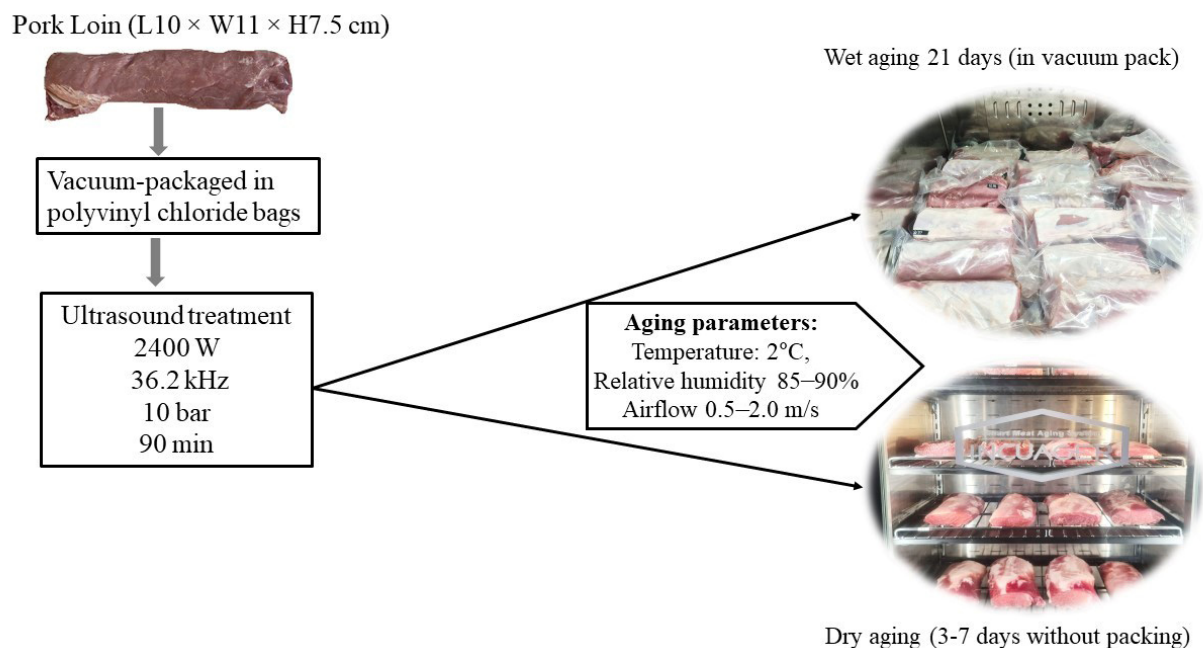 Pork Loin (L10 × W11 × H7.5 cm)
Vacuum-packaged in
polyvinyl chloride bags
Ultrasound treatment
2400 W
36.2 kHz
10 bar
90 min
Wet aging 21 days (in vacuum pack)
Aging parameters:
Temperature: 2°C,
Relative humidity 85–90%
Airflow 0.5–2.0 m/s
Meat Aging
Dry aging (3-7 days without packing)